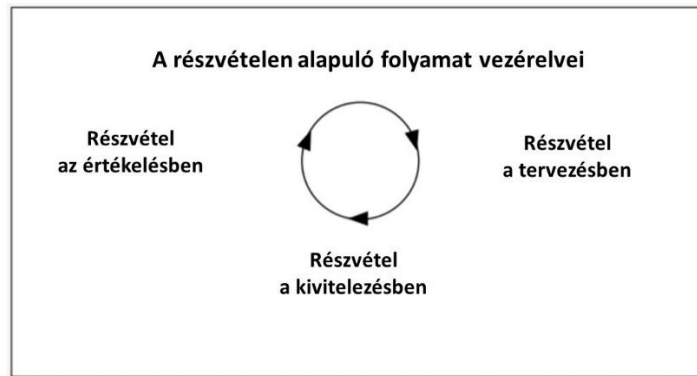 A részvételen alapuló folyamat vezérelvei
Részvétel
az értékelésben
Részvétel
a tervezésben
Részvétel
a kivitelezésben